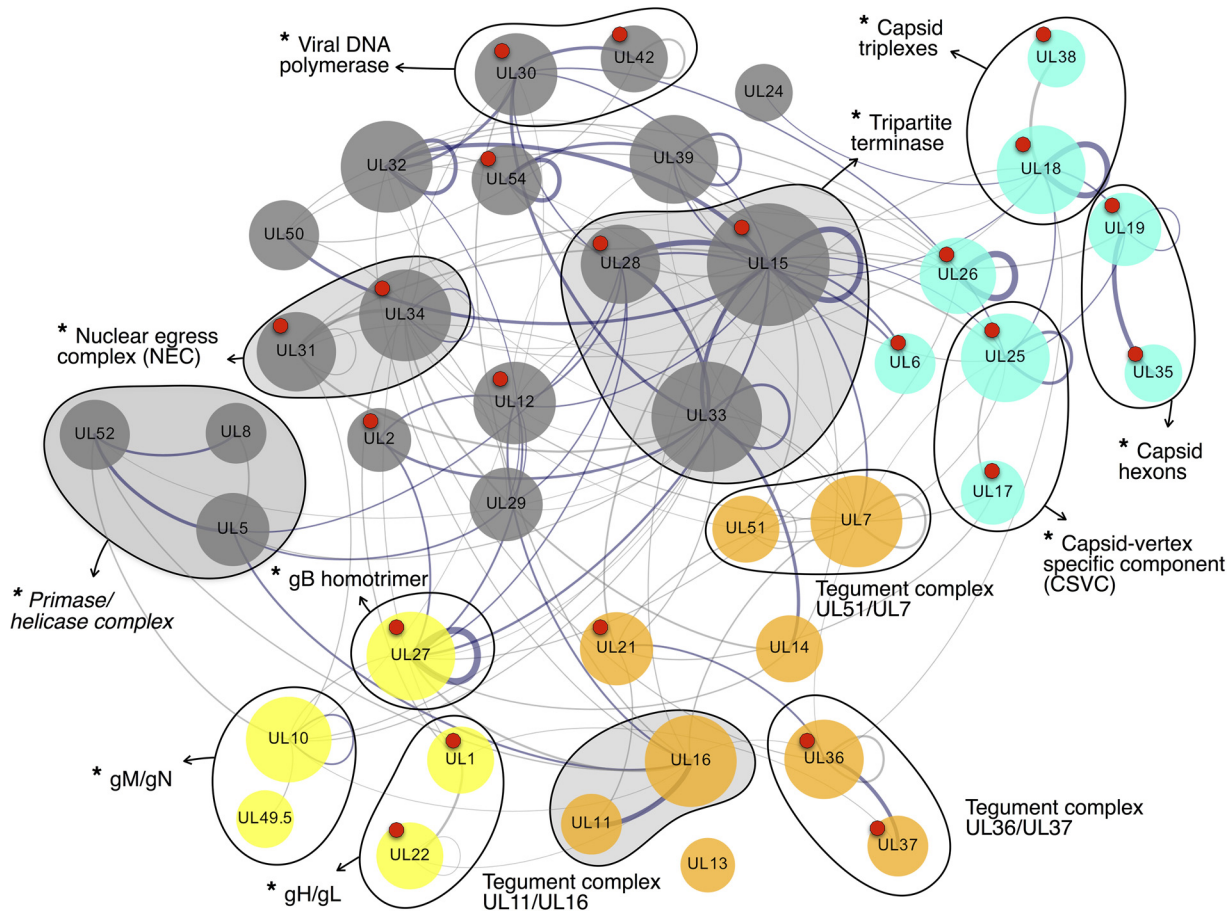 * Viral DNA
polymerase
UL30
UL42
* Capsid
triplexes
UL38
UL24
* Tripartite
terminase
UL32
UL54
UL39
UL18
UL50
UL28
UL15
UL19
UL26
UL34
UL31
* Nuclear egress
complex (NEC)
UL25
UL6
UL35
UL12
UL33
UL52
UL8
UL2
* Capsid
hexons
UL29
UL17
UL5
UL51
UL7
* Capsid-vertex
specific component
(CSVC)
* Primase/
helicase complex
* gB homotrimer
Tegument complex
UL51/UL7
UL27
UL21
UL14
UL10
UL1
UL16
UL36
* gM/gN
UL49.5
UL11
Tegument complex
UL36/UL37
UL22
UL13
UL37
* gH/gL
Tegument complex
UL11/UL16